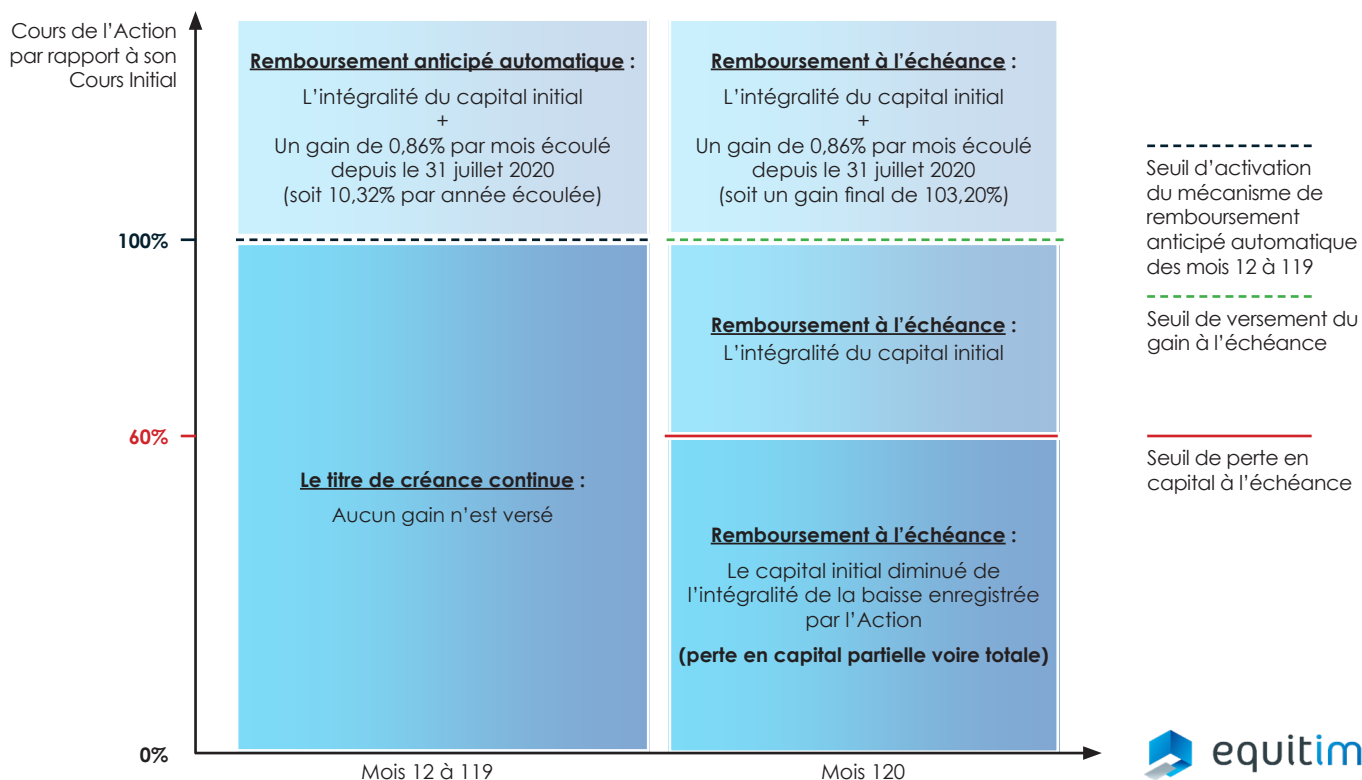 Cours de l'Action
par rapport à son
Cours Initial
Remboursement anticipé automatique :
L'intégralité du capital initial
+
Un gain de 0,86% par mois écoulé
depuis le 31 juillet 2020
(soit 10,32% par année écoulée)
Remboursement à l'échéance :
L'intégralité du capital initial
+
Un gain de 0,86% par mois écoulé
depuis le 31 juillet 2020
(soit un gain final de 103,20%)
100%
60%
0%
Le titre de créance continue :
Aucun gain n'est versé
Remboursement à l'échéance :
L'intégralité du capital initial
Remboursement à l'échéance :
Le capital initial diminué de
l'intégralité de la baisse enregistrée
par l'Action
(perte en capital partielle voire totale)
Mois 12 à 119
Mois 120
Seuil d'activation
du mécanisme de
remboursement
anticipé automatique
des mois 12 à 119
Seuil de versement du
gain à l'échéance
Seuil de perte en
capital à l'échéance
equitim